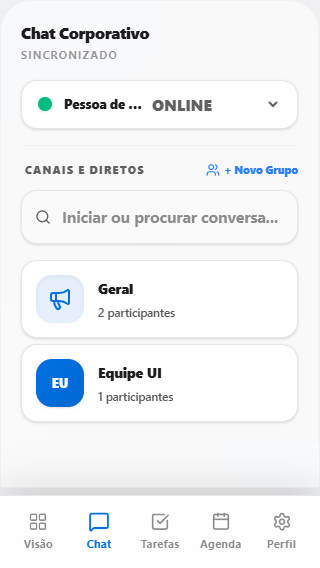 Chat Corporativo
SINCRONIZADO
Pessoa de ... ONLINE
CANAIS E DIRETOS + Novo Grupo
Iniciar ou procurar conversa...
Geral
2 participantes
EU
Equipe UI
1 participantes
Visão Chat Tarefas Agenda Perfil